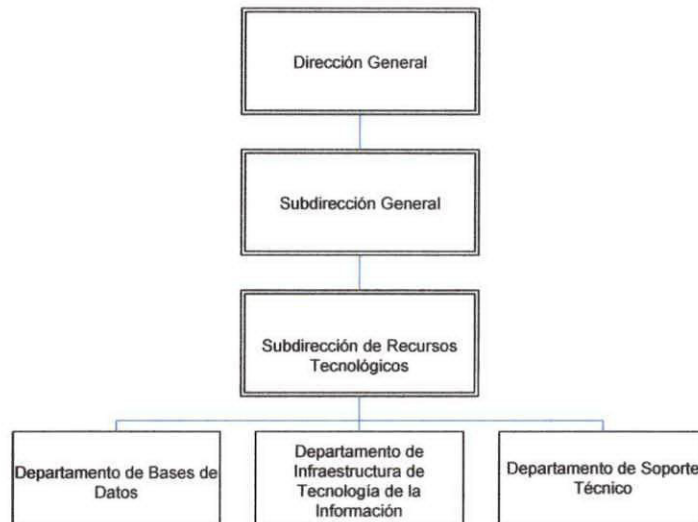 Dirección General
Subdirección General
Subdirección de Recursos
Tecnológicos
Departamento de Bases de
Datos
Departamento de
Infraestructura de
Tecnología de la
Información
Departamento de Soporte
Técnico